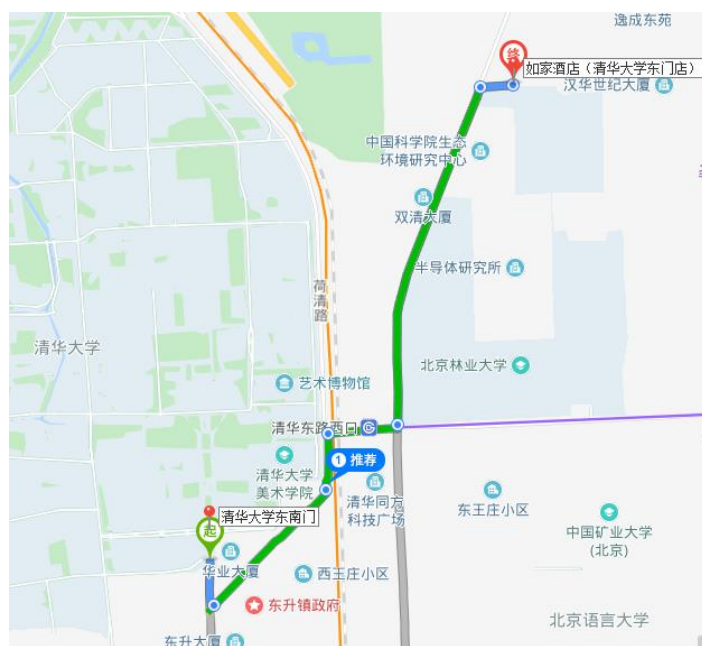 逸成东苑
终
如家酒店（清华大学东门店）
汉华世纪大厦
中国科学院生态
环境研究中心
双清大厦
半导体研究所
荷清路
清华大学
北京林业大学
艺术博物馆
清华东路西口
1 推荐
清华大学
美术学院
清华同方
科技广场
东王庄小区
清华大学东南门
起
中国矿业大学
(北京)
华业大厦
西王庄小区
东升镇政府
北京语言大学
东升大厦